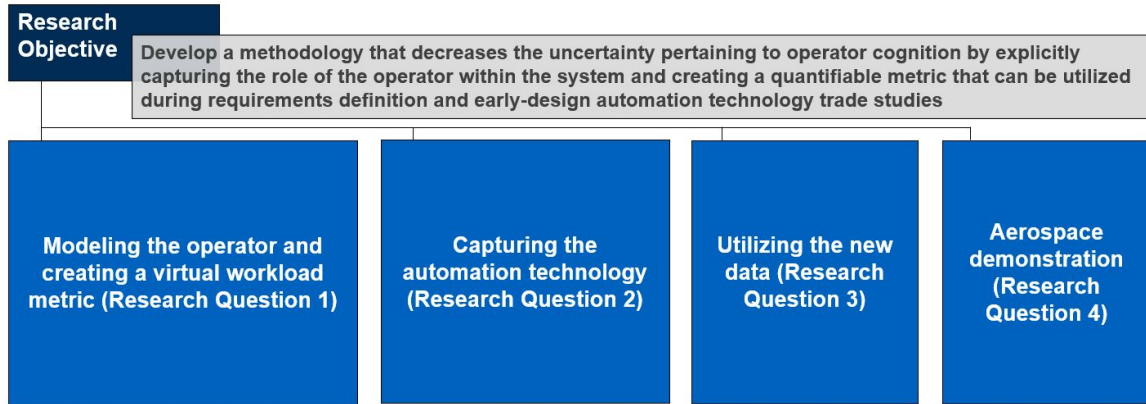 Research
Objective
Develop a methodology that decreases the uncertainty pertaining to operator cognition by explicitly
capturing the role of the operator within the system and creating a quantifiable metric that can be utilized
during requirements definition and early-design automation technology trade studies
Modeling the operator and
creating a virtual workload
metric (Research Question 1)
Capturing the
automation technology
(Research Question 2)
Utilizing the new
data (Research
Question 3)
Aerospace
demonstration
(Research
Question 4)